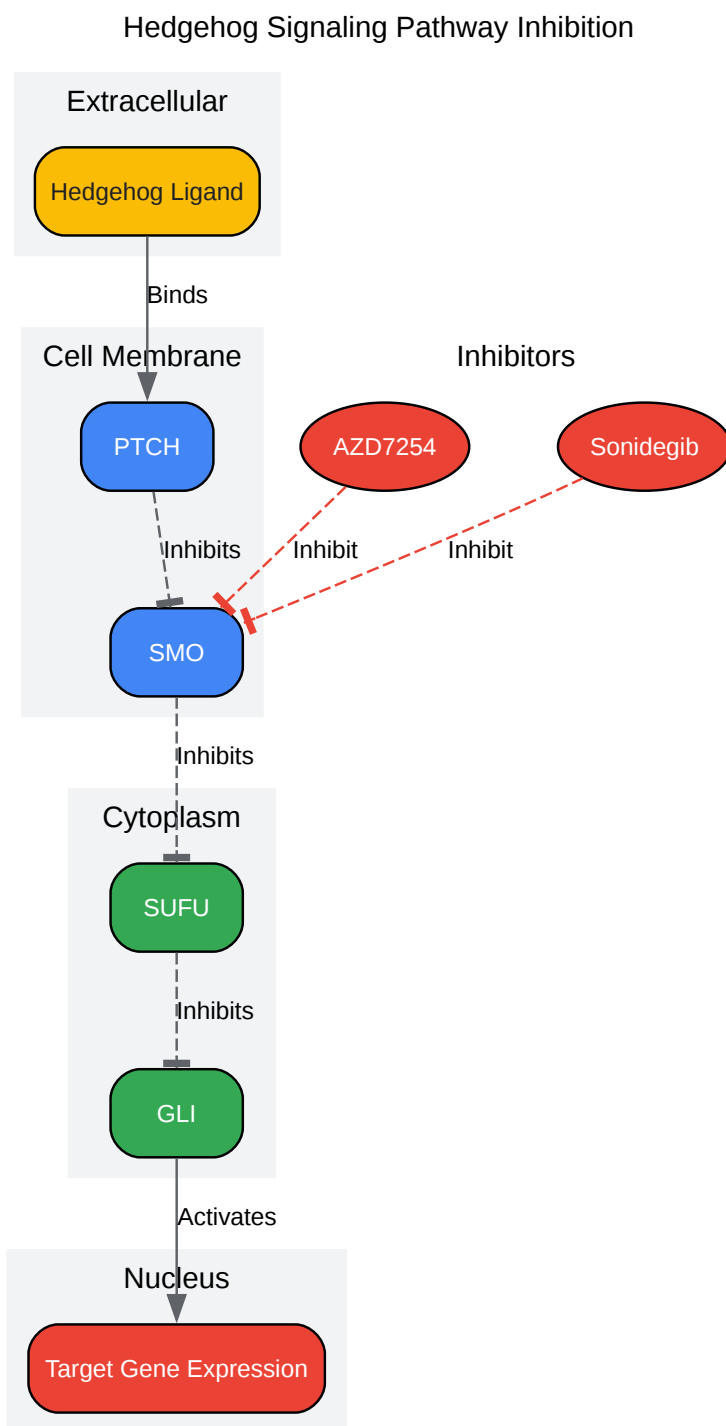 Hedgehog Signaling Pathway Inhibition
Extracellular
Hedgehog Ligand
Binds
Cell Membrane
Inhibitors
PTCH
AZD7254
Sonidegib
Inhibits
Inhibit
Inhibit
SMO
Inhibits
Cytoplasm
SUFU
Inhibits
GLI
Activates
Nucleus
Target Gene Expression